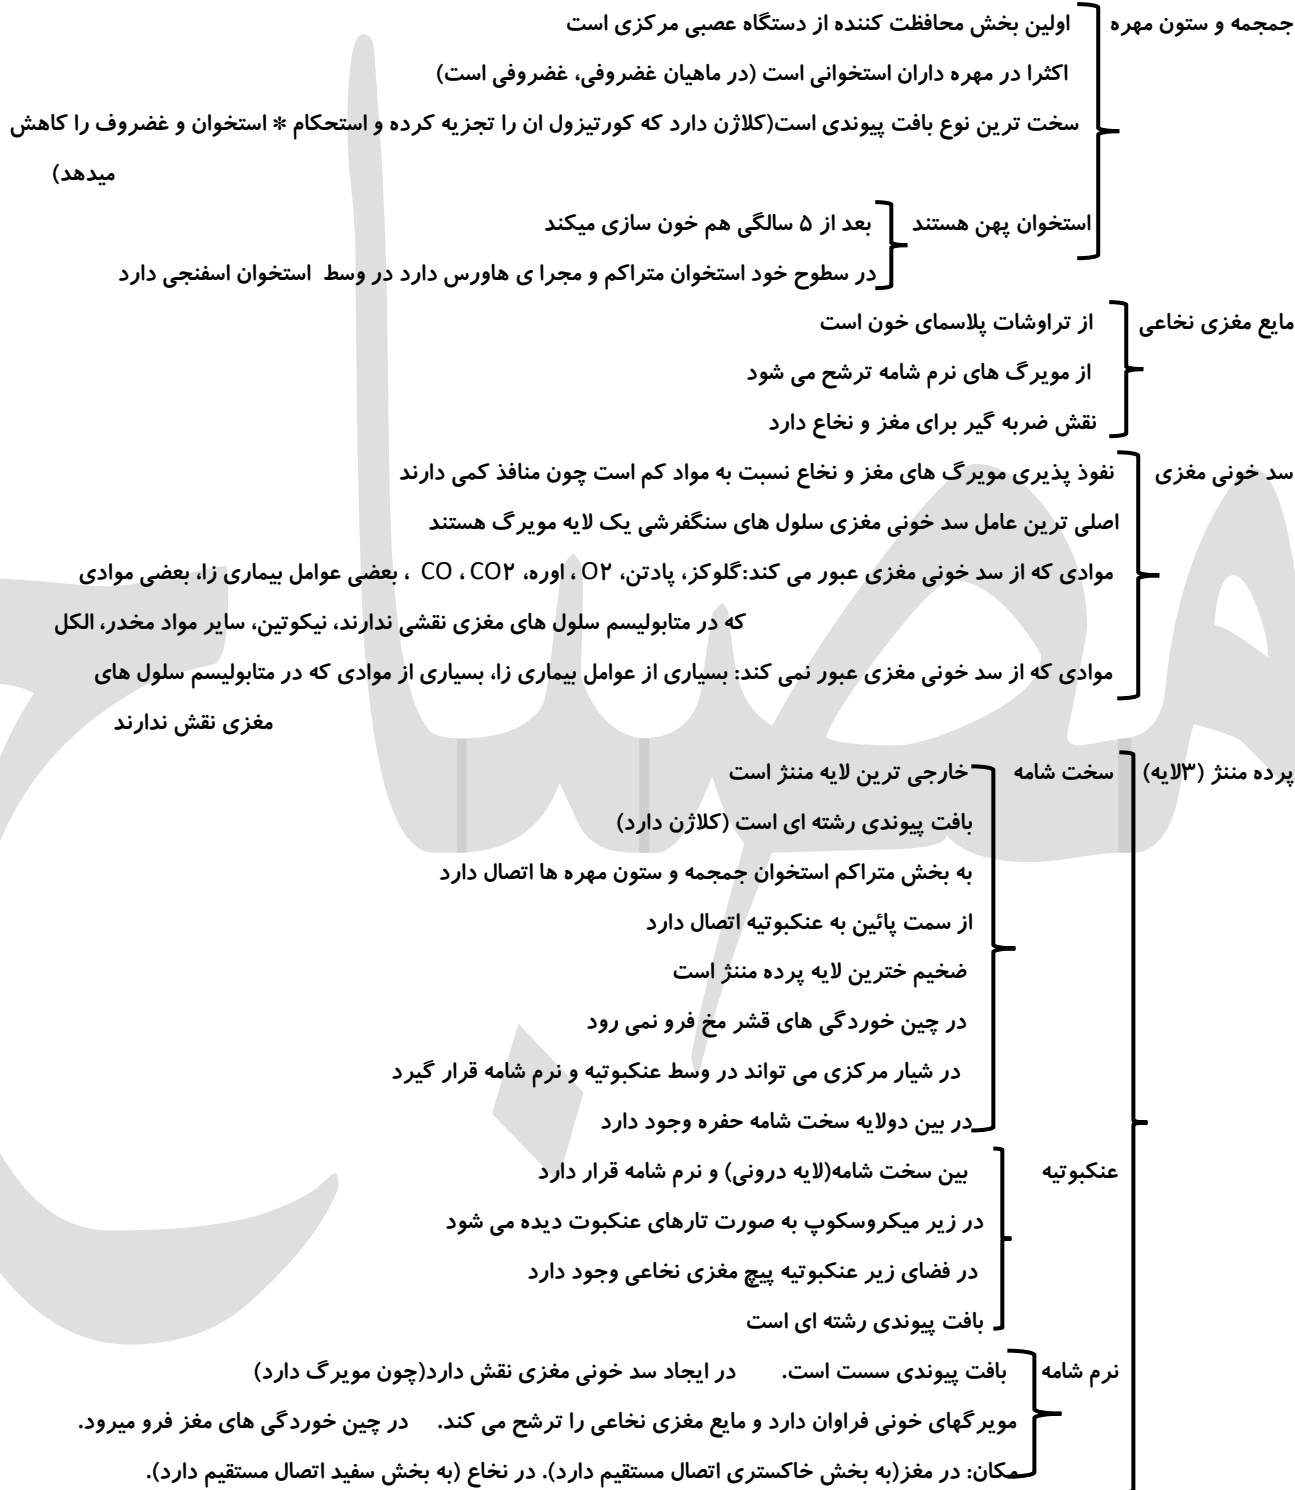 جمجمه و ستون مهره اولین بخش محافظت کننده از دستگاه عصبی مرکزی است
اکثرا در مهره داران استخوانی است (در ماهیان غضروفی، غضروفی است)
سخت ترین نوع بافت پیوندی است(کلاژن دارد که کورتیزول ان را تجزیه کرده و استحکام * استخوان و غضروف را کاهش
میدهد)
استخوان پهن هستند بعد از ۵ سالگی هم خون سازی میکند
در سطوح خود استخوان متراکم و مجرا ی هاورس دارد در وسط استخوان اسفنجی دارد
مایع مغزی نخاعی از تراوشات پلاسمای خون است
از مویرگ های نرم شامه ترشح می شود
نقش ضربه گیر برای مغز و نخاع دارد
سد خونی مغزی نفوذ پذیری مویرگ های مغز و نخاع نسبت به مواد کم است چون منافذ کمی دارند
اصلی ترین عامل سد خونی مغزی سلول های سنگفرشی یک لایه مویرگ هستند
موادی که از سد خونی مغزی عبور می کند:گلوکز، پادتن، O۲ ، اوره، CO ، CO۲ ، بعضی عوامل بیماری زا، بعضی موادی
که در متابولیسم سلول های مغزی نقشی ندارند، نیکوتین، سایر مواد مخدر، الکل
موادی که از سد خونی مغزی عبور نمی کند: بسیاری از عوامل بیماری زا، بسیاری از موادی که در متابولیسم سلول های
مغزی نقش ندارند
پرده مننژ (۳لایه) سخت شامه خارجی ترین لایه مننژ است
بافت پیوندی رشته ای است (کلاژن دارد)
به بخش متراکم استخوان جمجمه و ستون مهره ها اتصال دارد
از سمت پائین به عنکبوتیه اتصال دارد
ضخیم خترین لایه پرده مننژ است
در چین خوردگی های قشر مخ فرو نمی رود
در شیار مرکزی می تواند در وسط عنکبوتیه و نرم شامه قرار گیرد
در بین دولایه سخت شامه حفره وجود دارد
عنکبوتیه بین سخت شامه(لایه درونی) و نرم شامه قرار دارد
در زیر میکروسکوپ به صورت تارهای عنکبوت دیده می شود
در فضای زیر عنکبوتیه پیچ مغزی نخاعی وجود دارد
بافت پیوندی رشته ای است
نرم شامه بافت پیوندی سست است. در ایجاد سد خونی مغزی نقش دارد(چون مویرگ دارد)
مویرگهای خونی فراوان دارد و مایع مغزی نخاعی را ترشح می کند. در چین خوردگی های مغز فرو میرود.
مکان: در مغز(به بخش خاکستری اتصال مستقیم دارد). در نخاع (به بخش سفید اتصال مستقیم دارد).
مصباح